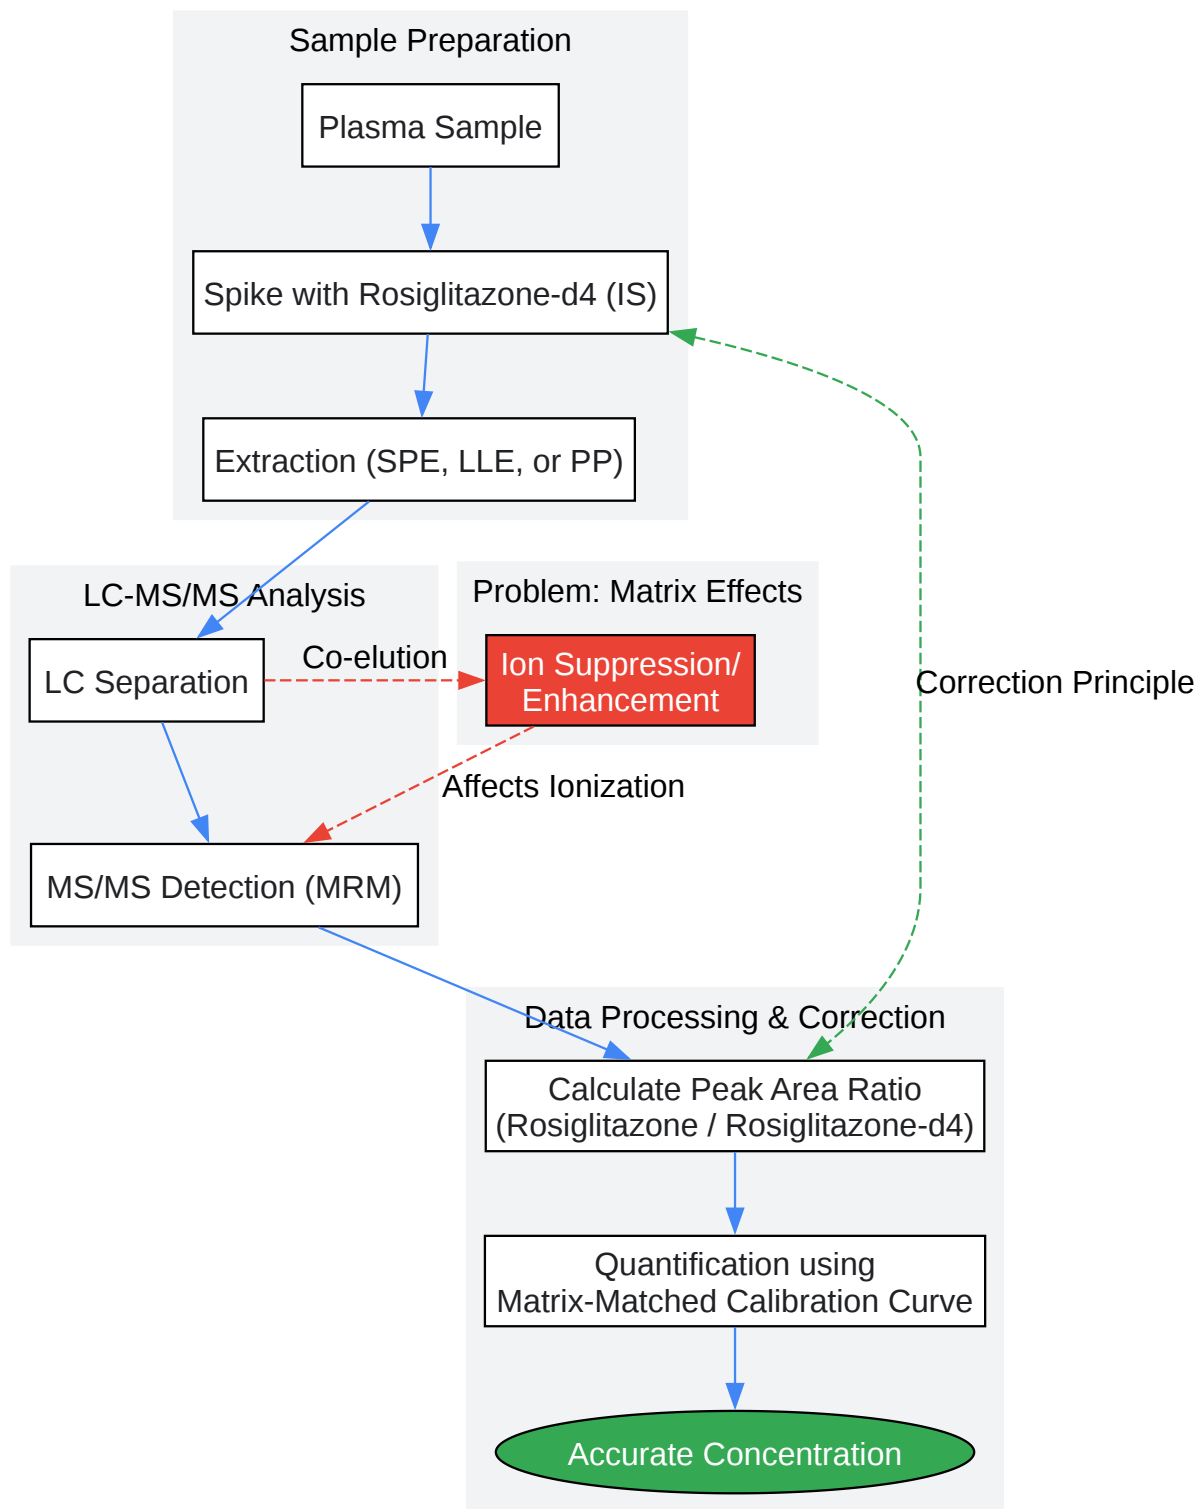 Sample Preparation
Plasma Sample
Spike with Rosiglitazone-d4 (IS)
Extraction (SPE, LLE, or PP)
LC-MS/MS Analysis
Problem: Matrix Effects
LC Separation
Co-elution
Ion Suppression/
Enhancement
Correction Principle
Affects Ionization
MS/MS Detection (MRM)
Data Processing & Correction
Calculate Peak Area Ratio
(Rosiglitazone / Rosiglitazone-d4)
Quantification using
Matrix-Matched Calibration Curve
Accurate Concentration